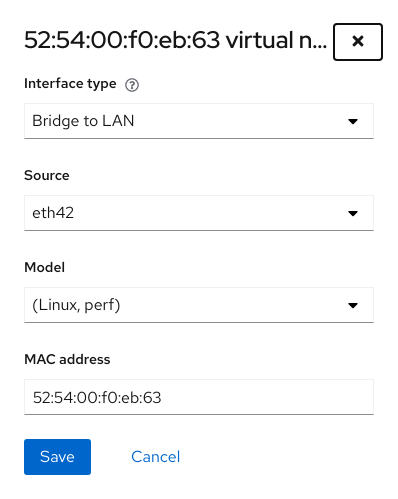 52:54:00:f0:eb:63 virtual n...
Interface type
Bridge to LAN
Source
eth42
Model
(Linux, perf)
MAC address
52:54:00:f0:eb:63
Save Cancel